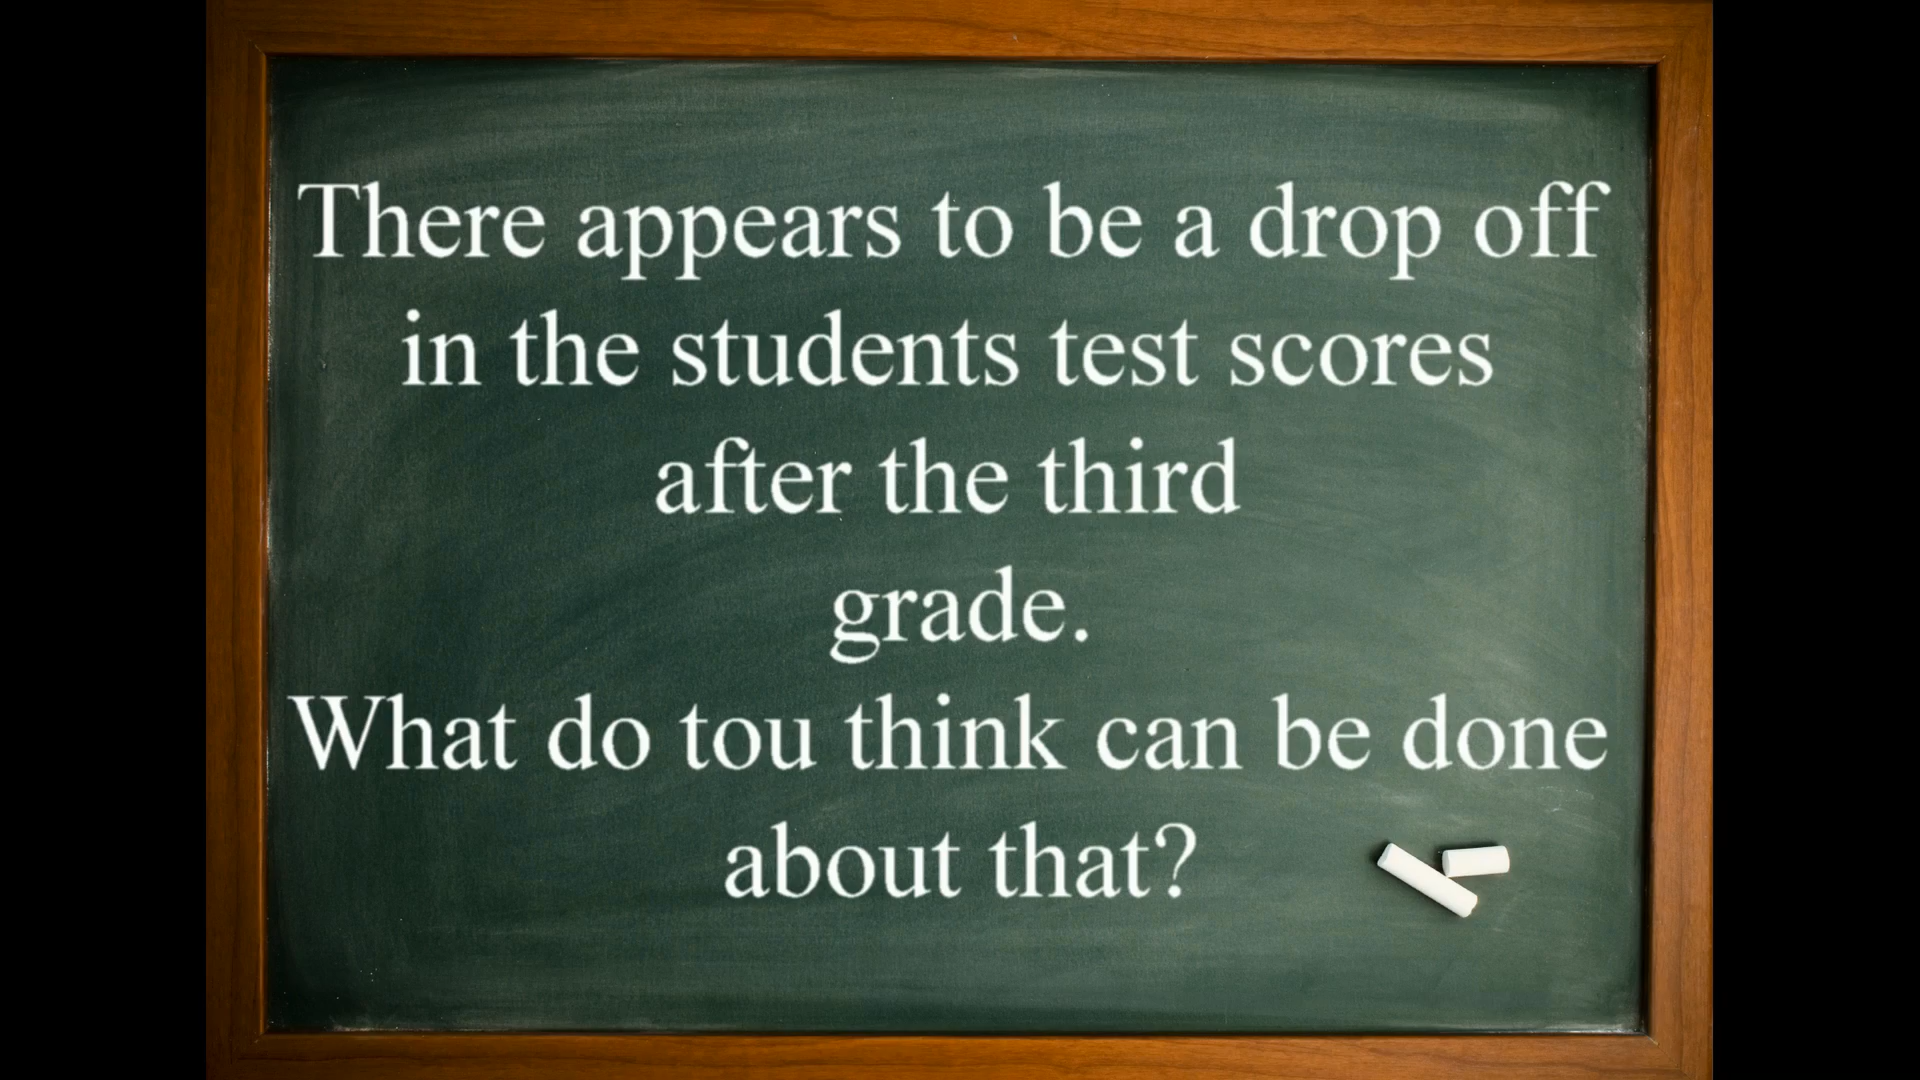 There appears to be a drop off
in the students test scores
after the third
grade.
What do tou think can be done
about that?